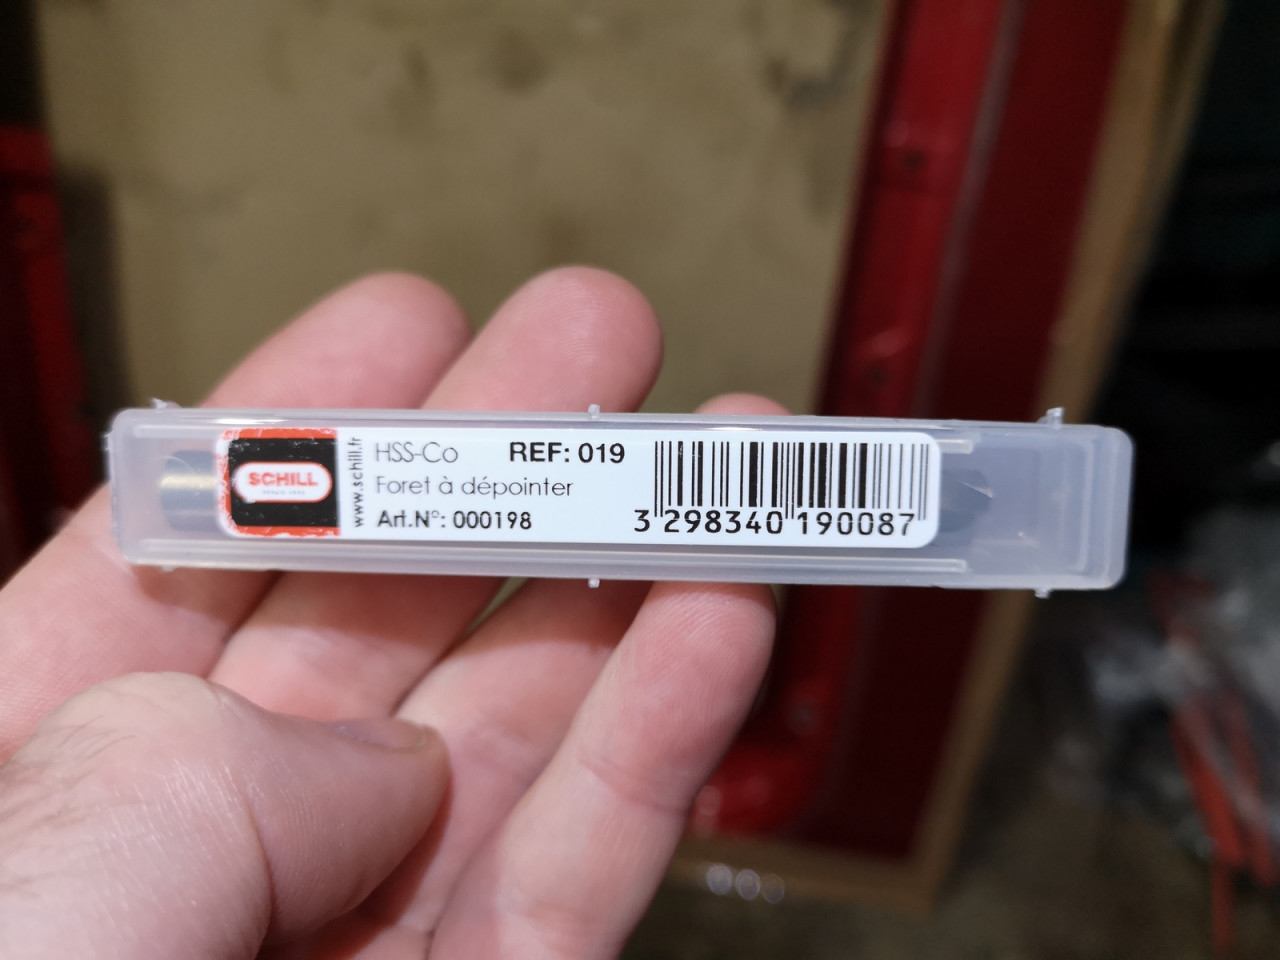 SCHILL
www.schill.fr
HSS-Co REF: 019
Foret à dépointer
Art.N°: 000198
3 298340 190087